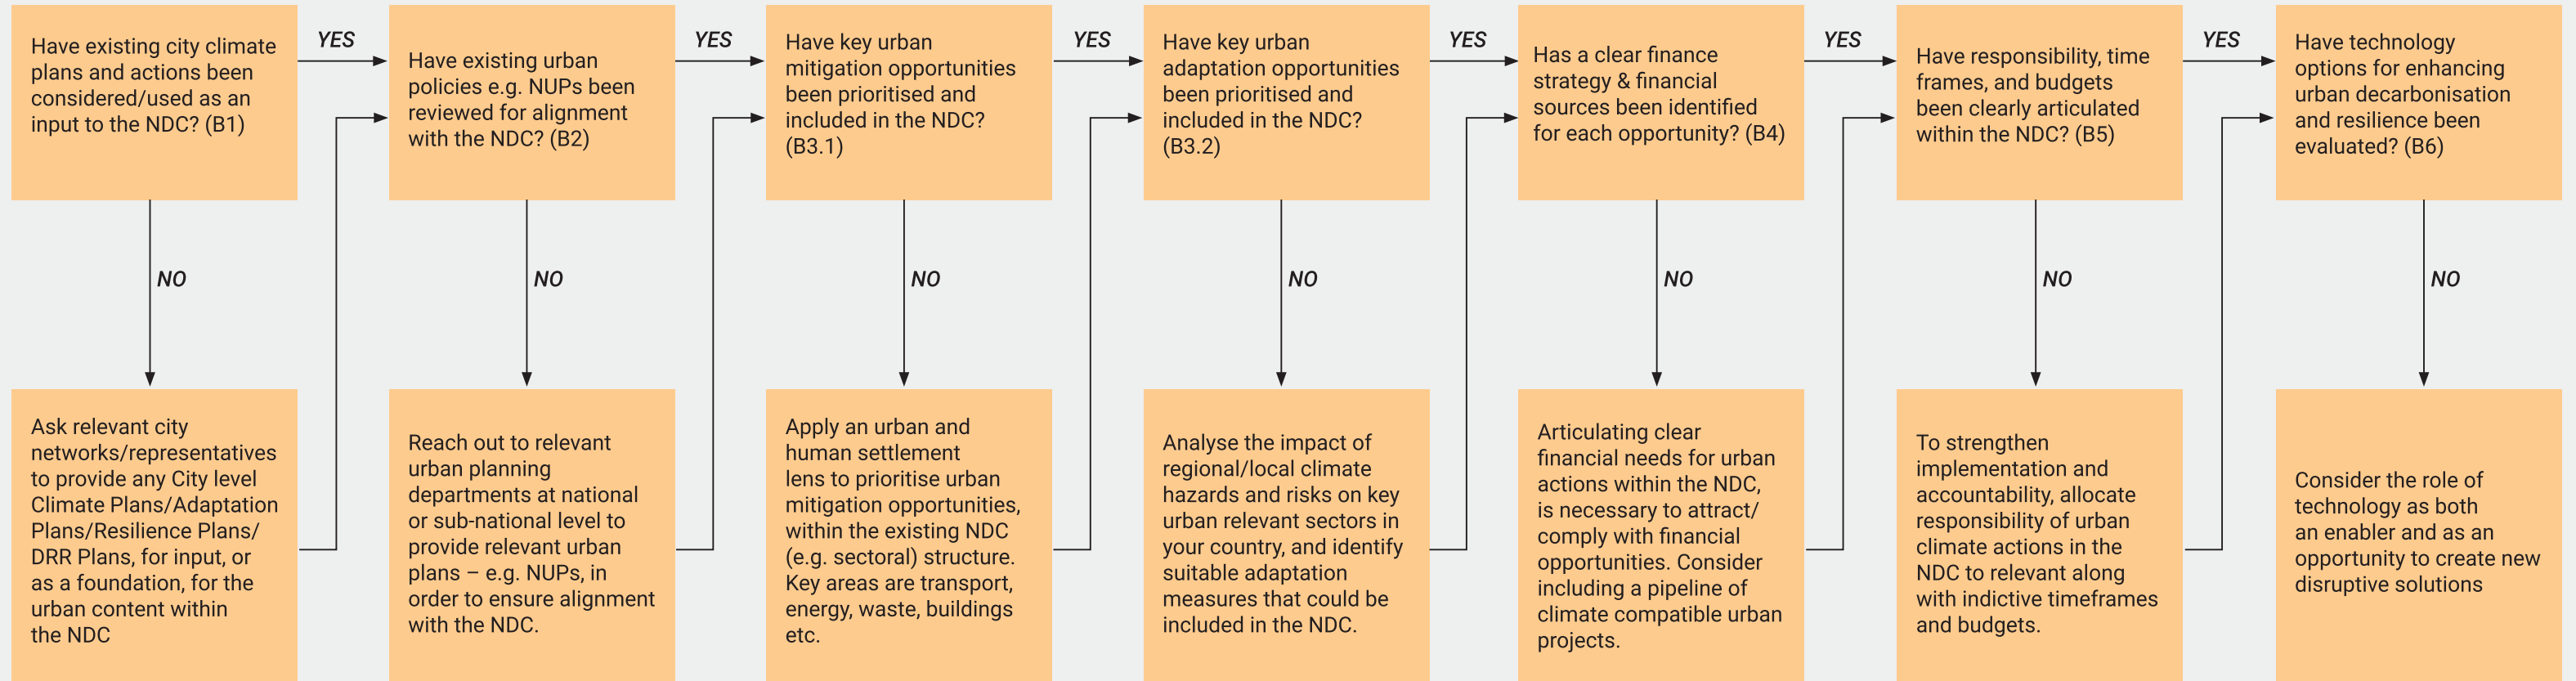 Have existing city climate
plans and actions been
considered/used as an
input to the NDC? (B1)
YES
Have existing urban
policies e.g. NUPs been
reviewed for alignment
with the NDC? (B2)
YES
Have key urban
mitigation opportunities
been prioritised and
included in the NDC?
(B3.1)
YES
Have key urban
adaptation opportunities
been prioritised and
included in the NDC?
(B3.2)
YES
Has a clear finance
strategy & financial
sources been identified
for each opportunity? (B4)
YES
Have responsibility, time
frames, and budgets
been clearly articulated
within the NDC? (B5)
YES
Have technology
options for enhancing
urban decarbonisation
and resilience been
evaluated? (B6)
NO
NO
NO
NO
NO
NO
NO
Ask relevant city
networks/representatives
to provide any City level
Climate Plans/Adaptation
Plans/Resilience Plans/
DRR Plans, for input, or
as a foundation, for the
urban content within
the NDC
Reach out to relevant
urban planning
departments at national
or sub-national level to
provide relevant urban
plans – e.g. NUPs, in
order to ensure alignment
with the NDC.
Apply an urban and
human settlement
lens to prioritise urban
mitigation opportunities,
within the existing NDC
(e.g. sectoral) structure.
Key areas are transport,
energy, waste, buildings
etc.
Analyse the impact of
regional/local climate
hazards and risks on key
urban relevant sectors in
your country, and identify
suitable adaptation
measures that could be
included in the NDC.
Articulating clear
financial needs for urban
actions within the NDC,
is necessary to attract/
comply with financial
opportunities. Consider
including a pipeline of
climate compatible urban
projects.
To strengthen
implementation and
accountability, allocate
responsibility of urban
climate actions in the
NDC to relevant along
with indictive timeframes
and budgets.
Consider the role of
technology as both
an enabler and as an
opportunity to create new
disruptive solutions